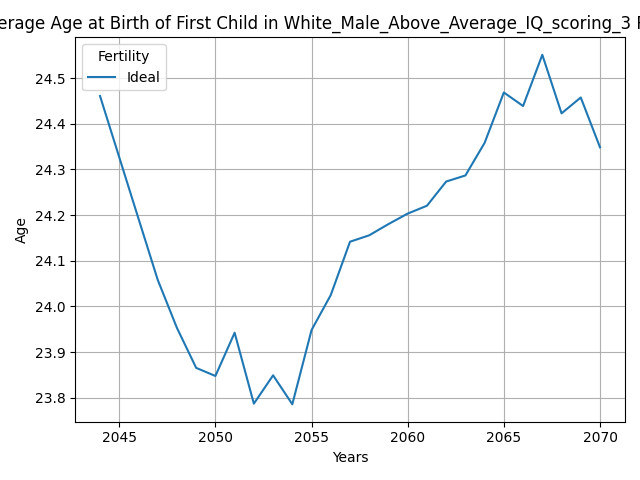 erage Age at Birth of First Child in White_Male_Above_Average_IQ_scoring_3
Fertility
Ideal
24.5
24.4
24.3
24.2
24.1
24.0
23.9
23.8
Age
2045 2050 2055 2060 2065 2070
Years